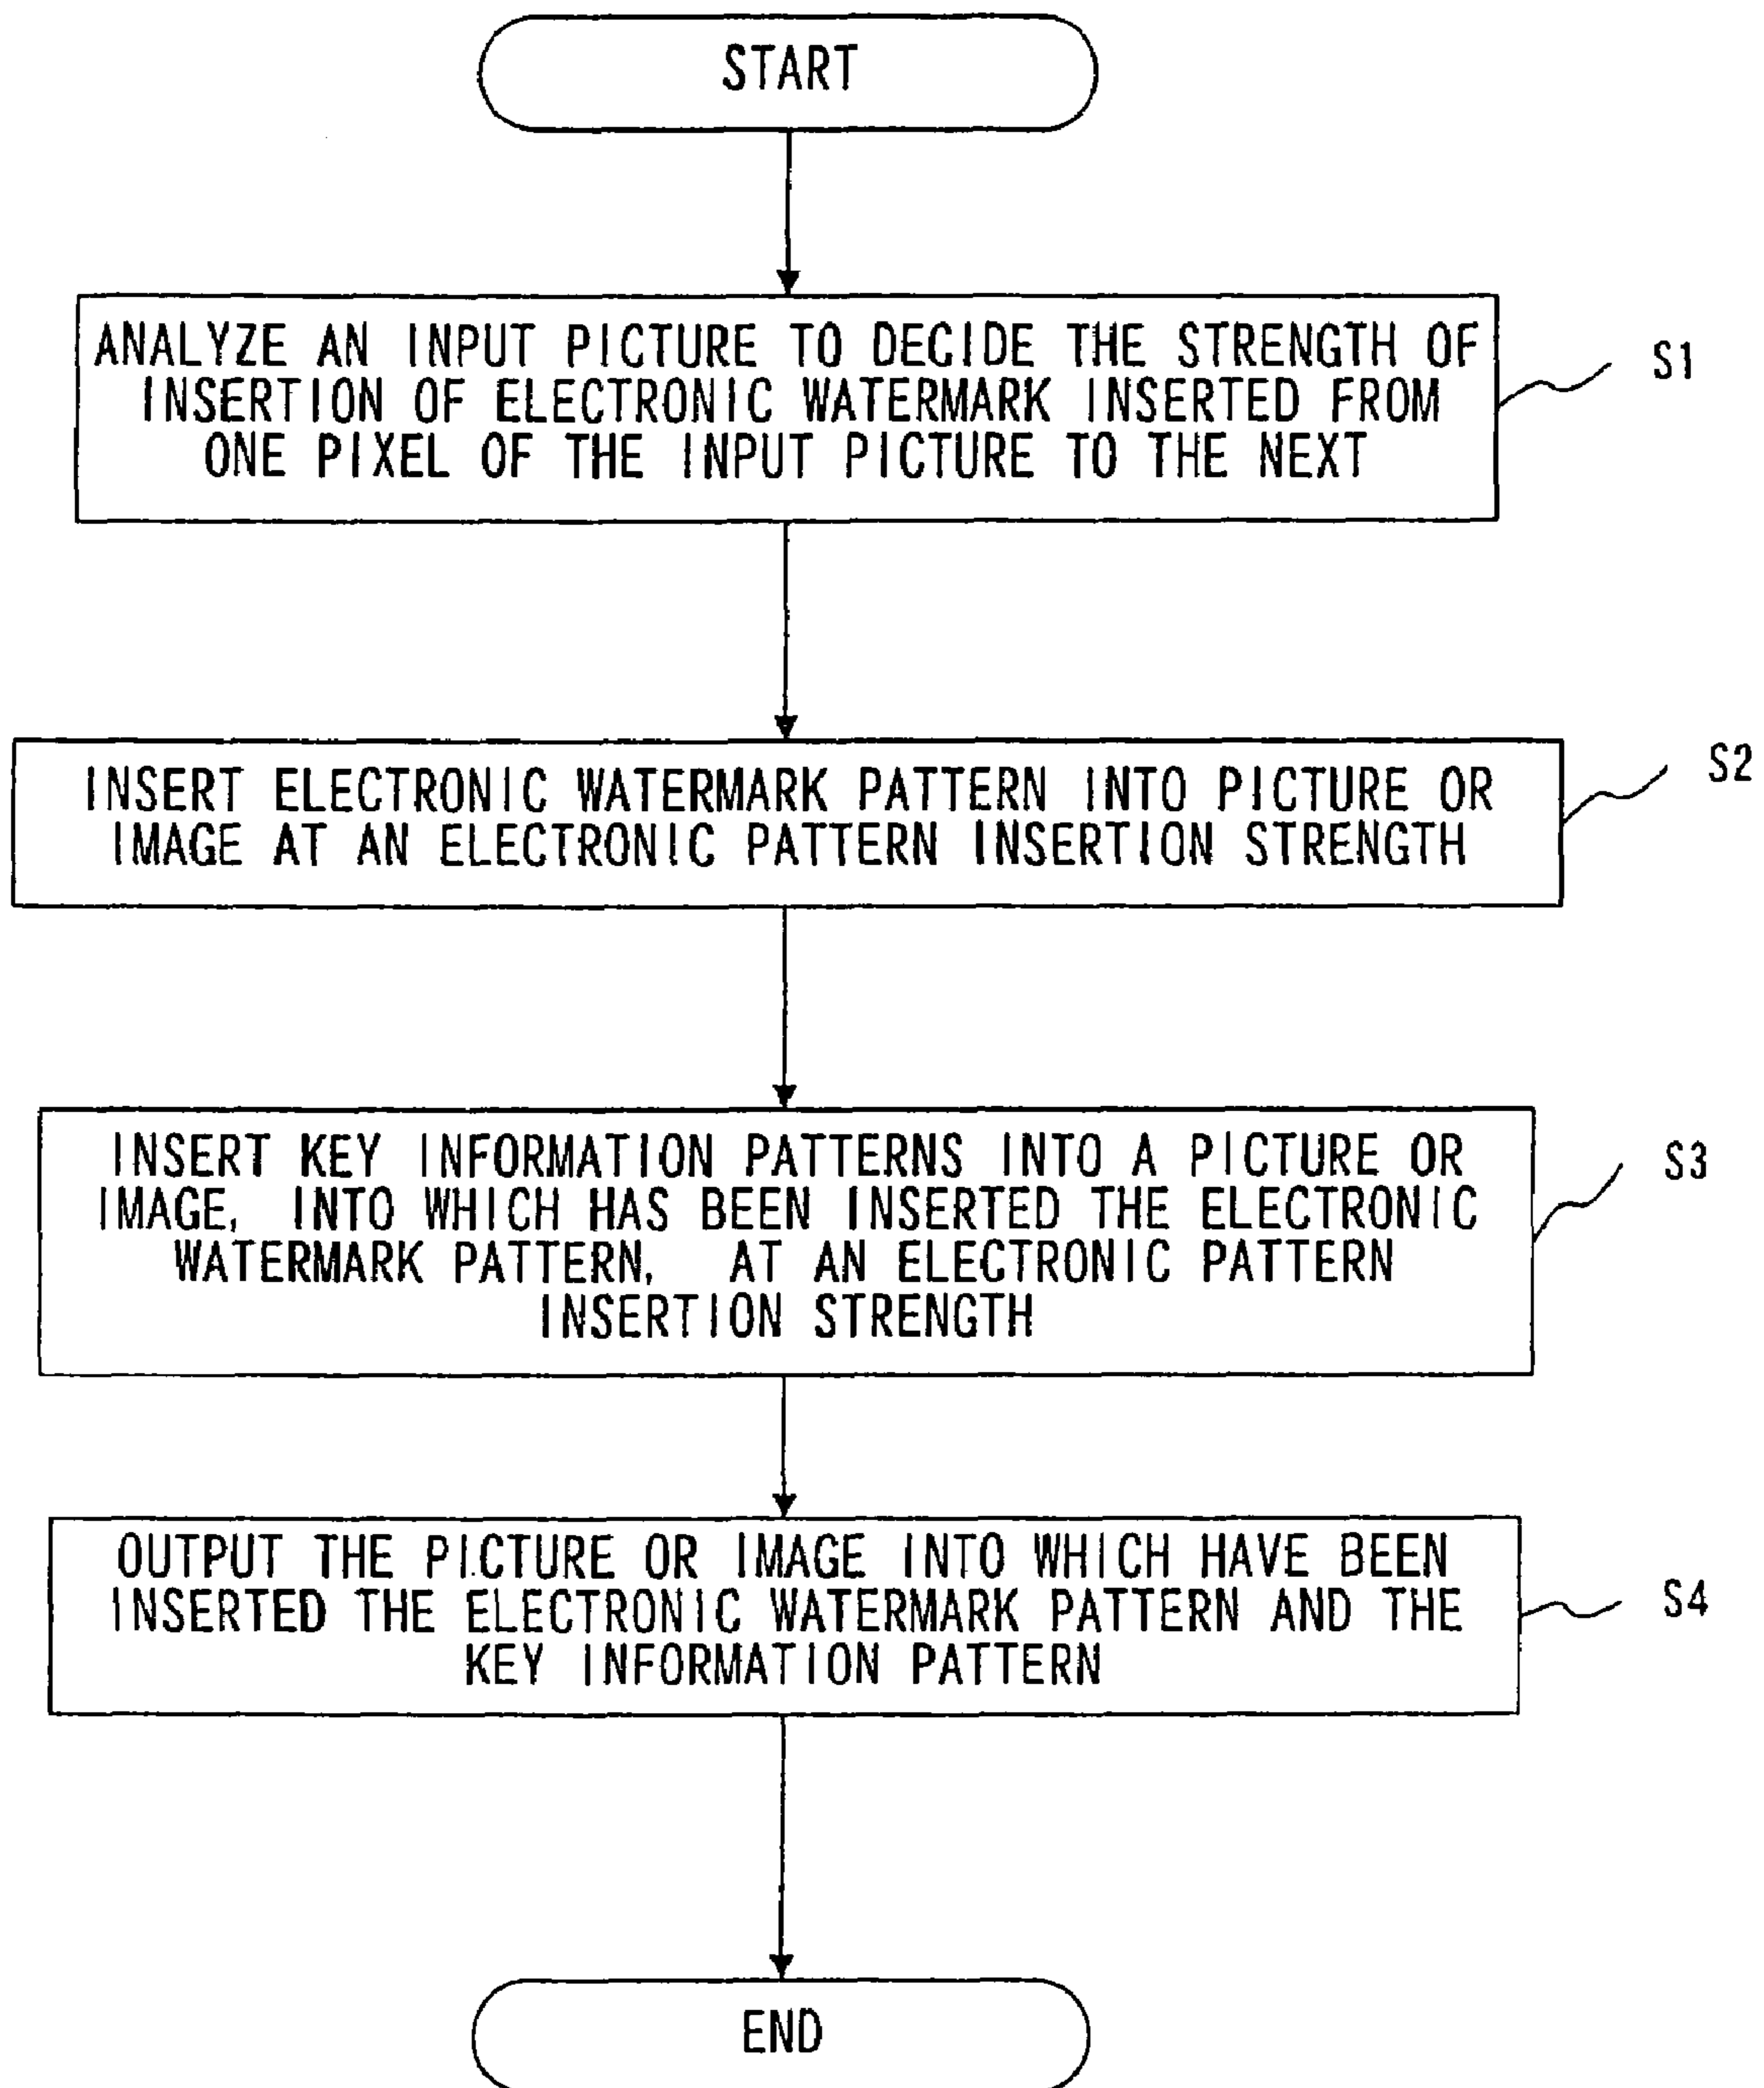 START
ANALYZE AN INPUT PICTURE TO DECIDE THE STRENGTH OF
INSERTION OF ELECTRONIC WATERMARK INSERTED FROM
ONE PIXEL OF THE INPUT PICTURE TO THE NEXT
S1
INSERT ELECTRONIC WATERMARK PATTERN INTO PICTURE OR
IMAGE AT AN ELECTRONIC PATTERN INSERTION STRENGTH
S2
INSERT KEY INFORMATION PATTERNS INTO A PICTURE OR
IMAGE, INTO WHICH HAS BEEN INSERTED THE ELECTRONIC
WATERMARK PATTERN, AT AN ELECTRONIC PATTERN
INSERTION STRENGTH
S3
OUTPUT THE PICTURE OR IMAGE INTO WHICH HAVE BEEN
INSERTED THE ELECTRONIC WATERMARK PATTERN AND THE
KEY INFORMATION PATTERN
S4
END